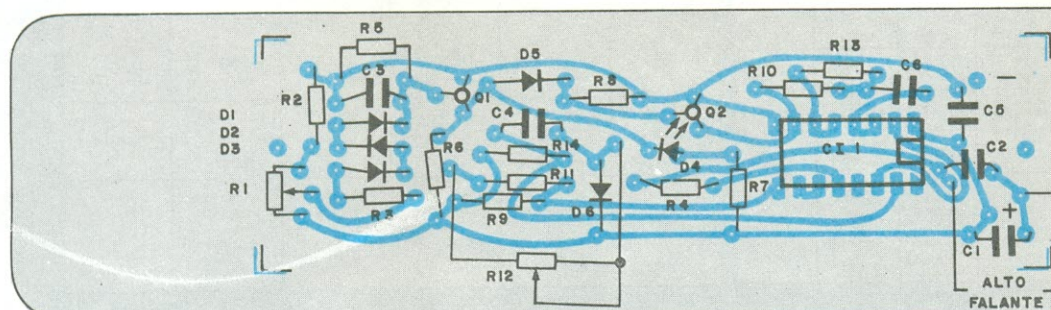 R5
R13
D5
C3
R10
C6
R2
R8
Q1
C5
D1
C4
Q2
D2
D3
R14
R6
D4
CI 1
C2
R1
R11
R7
R3
R9
D6
R4
+
C1
R12
ALTO
FALANTE